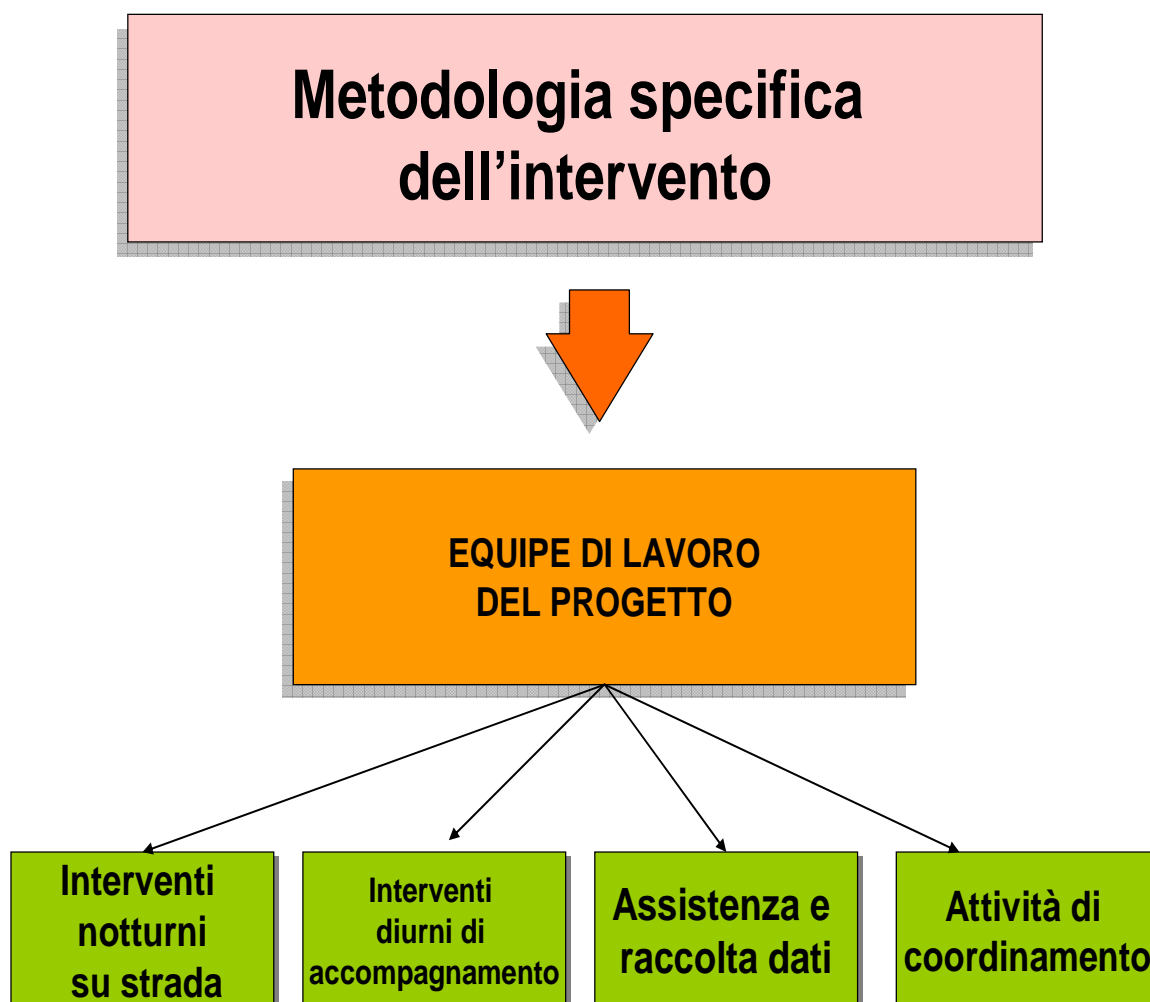 Metodologia specifica
dell’intervento
EQUIPE DI LAVORO
DEL PROGETTO
Interventi
notturni
su strada
Interventi
diurni di
accompagnamento
Assistenza e
raccolta dati
Attività di
coordinamento